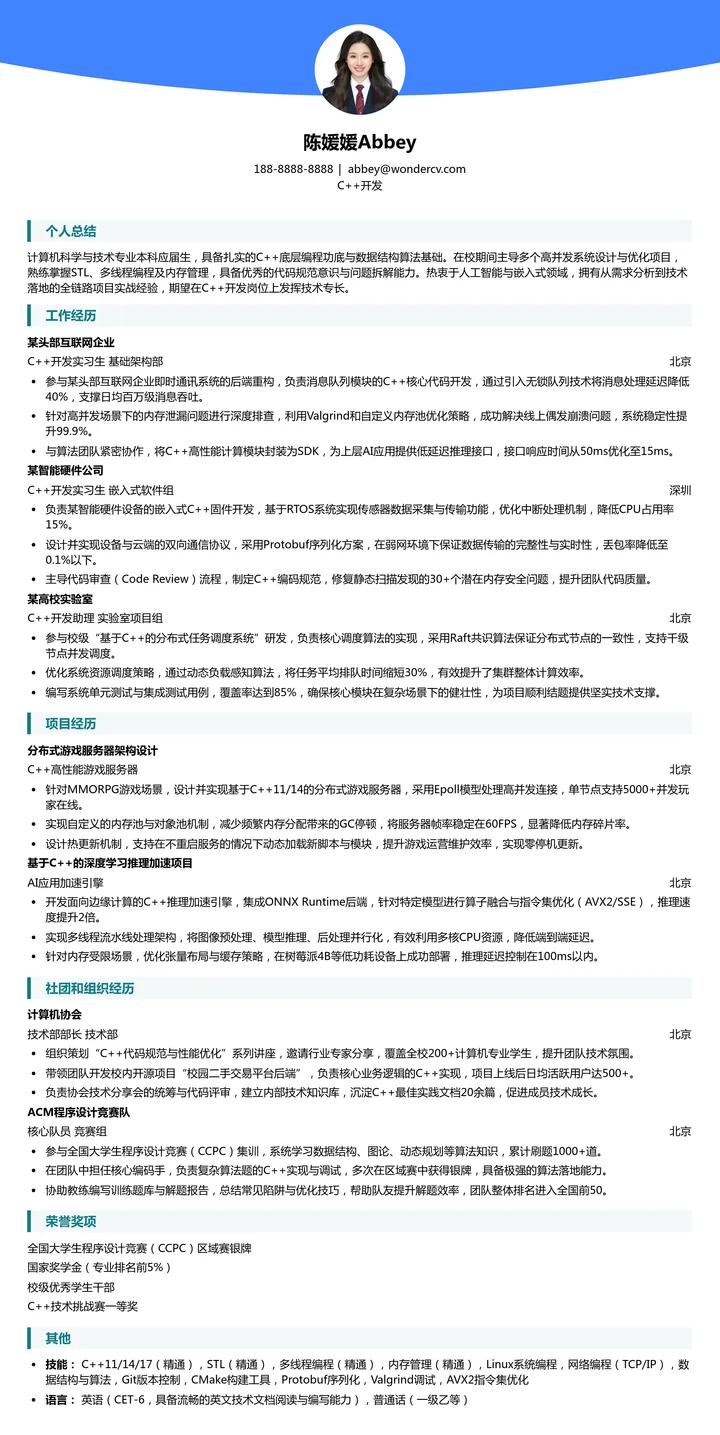 陈媛媛Abbey
188-8888-8888 | abbey@wondercv.com
C++开发
个人总结
计算机科学与技术专业本科应届生，具备扎实的C++底层编程功底与数据结构算法基础。在校期间主导多个高并发系统设计与优化项目，
熟练掌握STL、多线程编程及内存管理，具备优秀的代码规范意识与问题拆解能力。热衷于人工智能与嵌入式领域，拥有从需求分析到技术
落地的全链路项目实战经验，期望在C++开发岗位上发挥技术专长。
工作经历
某头部互联网企业
C++开发实习生 基础架构部 北京
• 参与某头部互联网企业即时通讯系统的后端重构，负责消息队列模块的C++核心代码开发，通过引入无锁队列技术将消息处理延迟降低
40%，支撑日均百万级消息吞吐。
• 针对高并发场景下的内存泄漏问题进行深度排查，利用Valgrind和自定义内存池优化策略，成功解决线上偶发崩溃问题，系统稳定性提
升99.9%。
• 与算法团队紧密协作，将C++高性能计算模块封装为SDK，为上层AI应用提供低延迟推理接口，接口响应时间从50ms优化至15ms。
某智能硬件公司
C++开发实习生 嵌入式软件组 深圳
• 负责某智能硬件设备的嵌入式C++固件开发，基于RTOS系统实现传感器数据采集与传输功能，优化中断处理机制，降低CPU占用率
15%。
• 设计并实现设备与云端的双向通信协议，采用Protobuf序列化方案，在弱网环境下保证数据传输的完整性与实时性，丢包率降低至
0.1%以下。
• 主导代码审查（Code Review）流程，制定C++编码规范，修复静态扫描发现的30+个潜在内存安全问题，提升团队代码质量。
某高校实验室
C++开发助理 实验室项目组 北京
• 参与校级“基于C++的分布式任务调度系统”研发，负责核心调度算法的实现，采用Raft共识算法保证分布式节点的一致性，支持千级
节点并发调度。
• 优化系统资源调度策略，通过动态负载感知算法，将任务平均排队时间缩短30%，有效提升了集群整体计算效率。
• 编写系统单元测试与集成测试用例，覆盖率达到85%，确保核心模块在复杂场景下的健壮性，为项目顺利结题提供坚实技术支撑。
项目经历
分布式游戏服务器架构设计
C++高性能游戏服务器 北京
• 针对MMORPG游戏场景，设计并实现基于C++11/14的分布式游戏服务器，采用Epoll模型处理高并发连接，单节点支持5000+并发玩
家在线。
• 实现自定义的内存池与对象池机制，减少频繁内存分配带来的GC停顿，将服务器帧率稳定在60FPS，显著降低内存碎片率。
• 设计热更新机制，支持在不重启服务的情况下动态加载新脚本与模块，提升游戏运营维护效率，实现零停机更新。
基于C++的深度学习推理加速项目
AI应用加速引擎 北京
• 开发面向边缘计算的C++推理加速引擎，集成ONNX Runtime后端，针对特定模型进行算子融合与指令集优化（AVX2/SSE），推理速
度提升2倍。
• 实现多线程流水线处理架构，将图像预处理、模型推理、后处理并行化，有效利用多核CPU资源，降低端到端延迟。
• 针对内存受限场景，优化张量布局与缓存策略，在树莓派4B等低功耗设备上成功部署，推理延迟控制在100ms以内。
社团和组织经历
计算机协会
技术部部长 技术部 北京
• 组织策划“C++代码规范与性能优化”系列讲座，邀请行业专家分享，覆盖全校200+计算机专业学生，提升团队技术氛围。
• 带领团队开发校内开源项目“校园二手交易平台后端”，负责核心业务逻辑的C++实现，项目上线后日均活跃用户达500+。
• 负责协会技术分享会的统筹与代码评审，建立内部技术知识库，沉淀C++最佳实践文档20余篇，促进成员技术成长。
ACM程序设计竞赛队
核心队员 竞赛组 北京
• 参与全国大学生程序设计竞赛（CCPC）集训，系统学习数据结构、图论、动态规划等算法知识，累计刷题1000+道。
• 在团队中担任核心编码手，负责复杂算法题的C++实现与调试，多次在区域赛中获得银牌，具备极强的算法落地能力。
• 协助教练编写训练题库与解题报告，总结常见陷阱与优化技巧，帮助队友提升解题效率，团队整体排名进入全国前50。
荣誉奖项
全国大学生程序设计竞赛（CCPC）区域赛银牌
国家奖学金（专业排名前5%）
校级优秀学生干部
C++技术挑战赛一等奖
其他
• 技能： C++11/14/17（精通），STL（精通），多线程编程（精通），内存管理（精通），Linux系统编程，网络编程（TCP/IP），数
据结构与算法，Git版本控制，CMake构建工具，Protobuf序列化，Valgrind调试，AVX2指令集优化
• 语言： 英语（CET-6，具备流畅的英文技术文档阅读与编写能力），普通话（一级乙等）